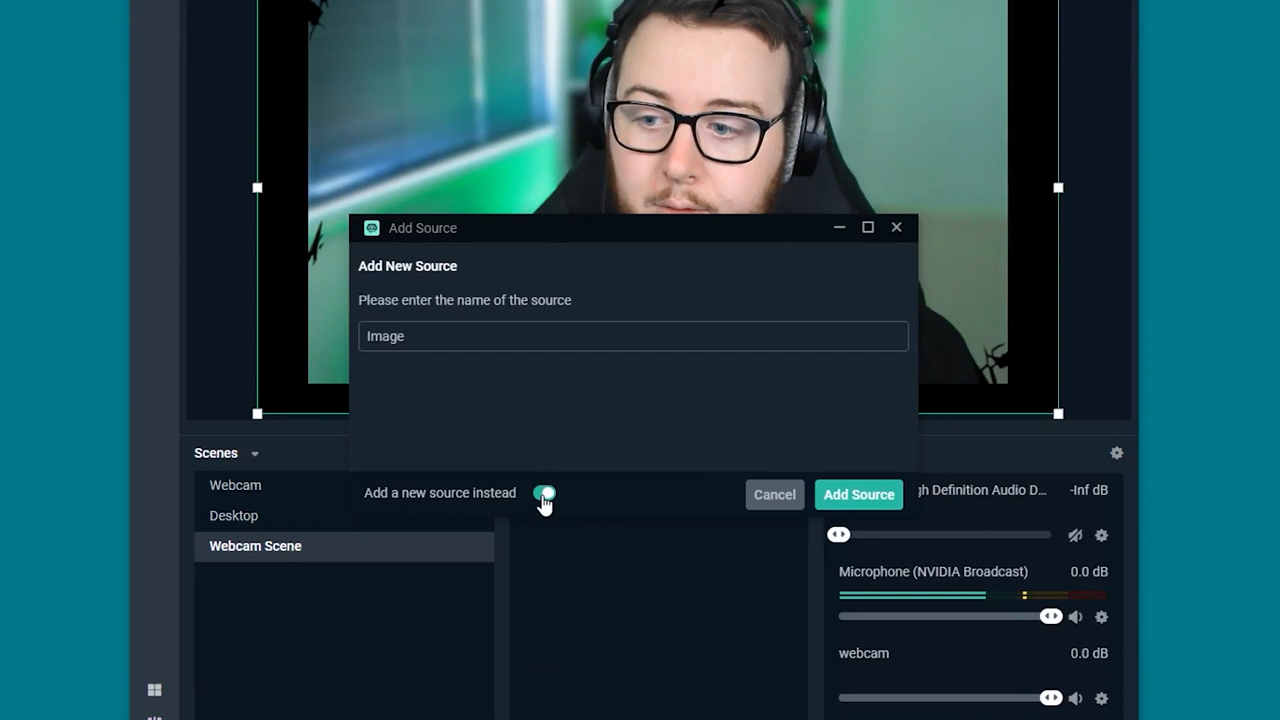 Add Source
Add New Source
Please enter the name of the source
Image
Add a new source instead
Cancel
Add Source
Scenes
Webcam
Desktop
Webcam Scene
gh Definition Audio D... -Inf dB
Microphone (NVIDIA Broadcast) 0.0 dB
webcam 0.0 dB